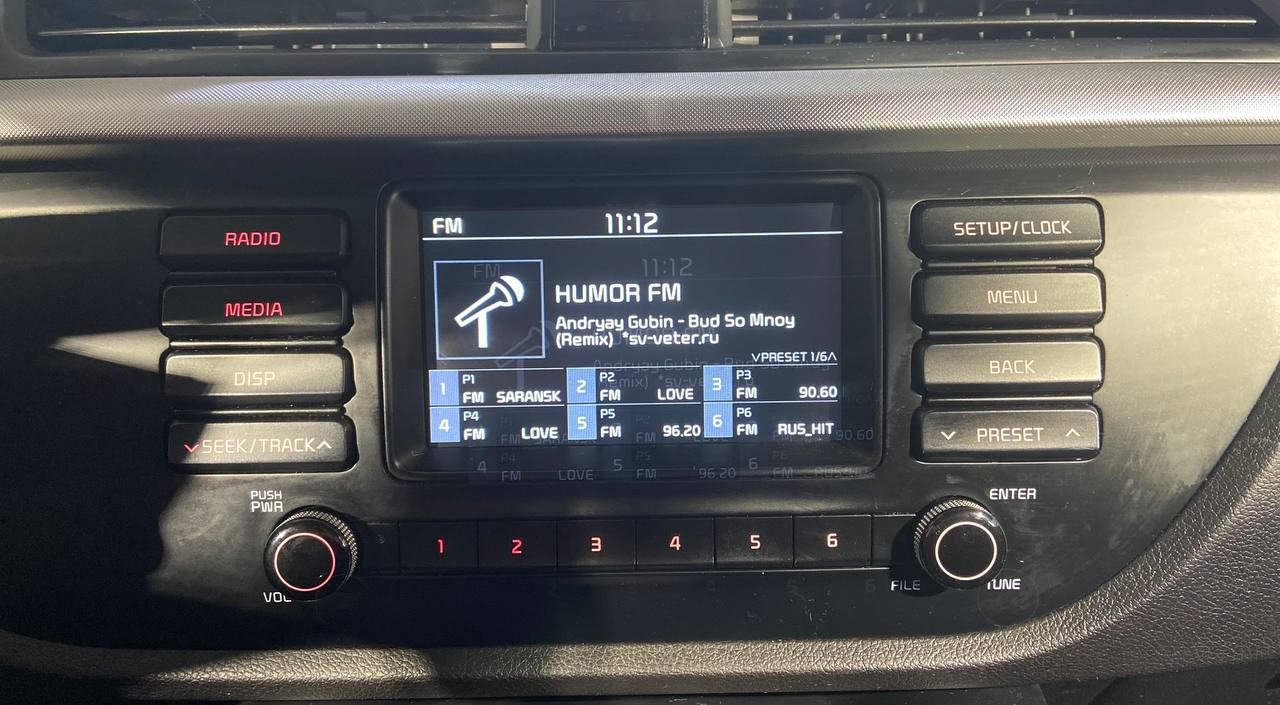 FM 11:12
HUMOR FM
Andryay Gubin - Bud So Mnoy
(Remix) *sv-veter.ru
PRESET 1/6
1 P1 FM SARANSK
2 P2 FM LOVE
3 P3 FM 90.60
4 P4 FM LOVE
5 P5 FM 96.20
6 P6 FM RUS_HIT
RADIO
MEDIA
DISP
SEEK/TRACK
SETUP/CLOCK
MENU
BACK
PRESET
PUSH
PWR
VOL
1 2 3 4 5 6
ENTER
FILE
TUNE